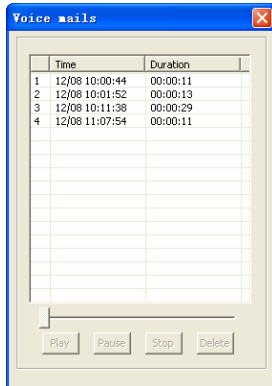 Voice mails
Time Duration
1 12/08 10:00:44 00:00:11
2 12/08 10:01:52 00:00:13
3 12/08 10:11:38 00:00:29
4 12/08 11:07:54 00:00:11
Play Pause Stop Delete